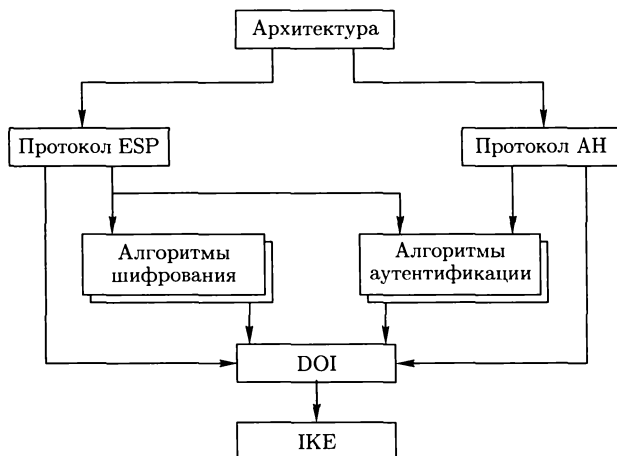 Архитектура
Протокол ESP
Протокол AH
Алгоритмы
шифрования
Алгоритмы
аутентификации
DOI
IKE